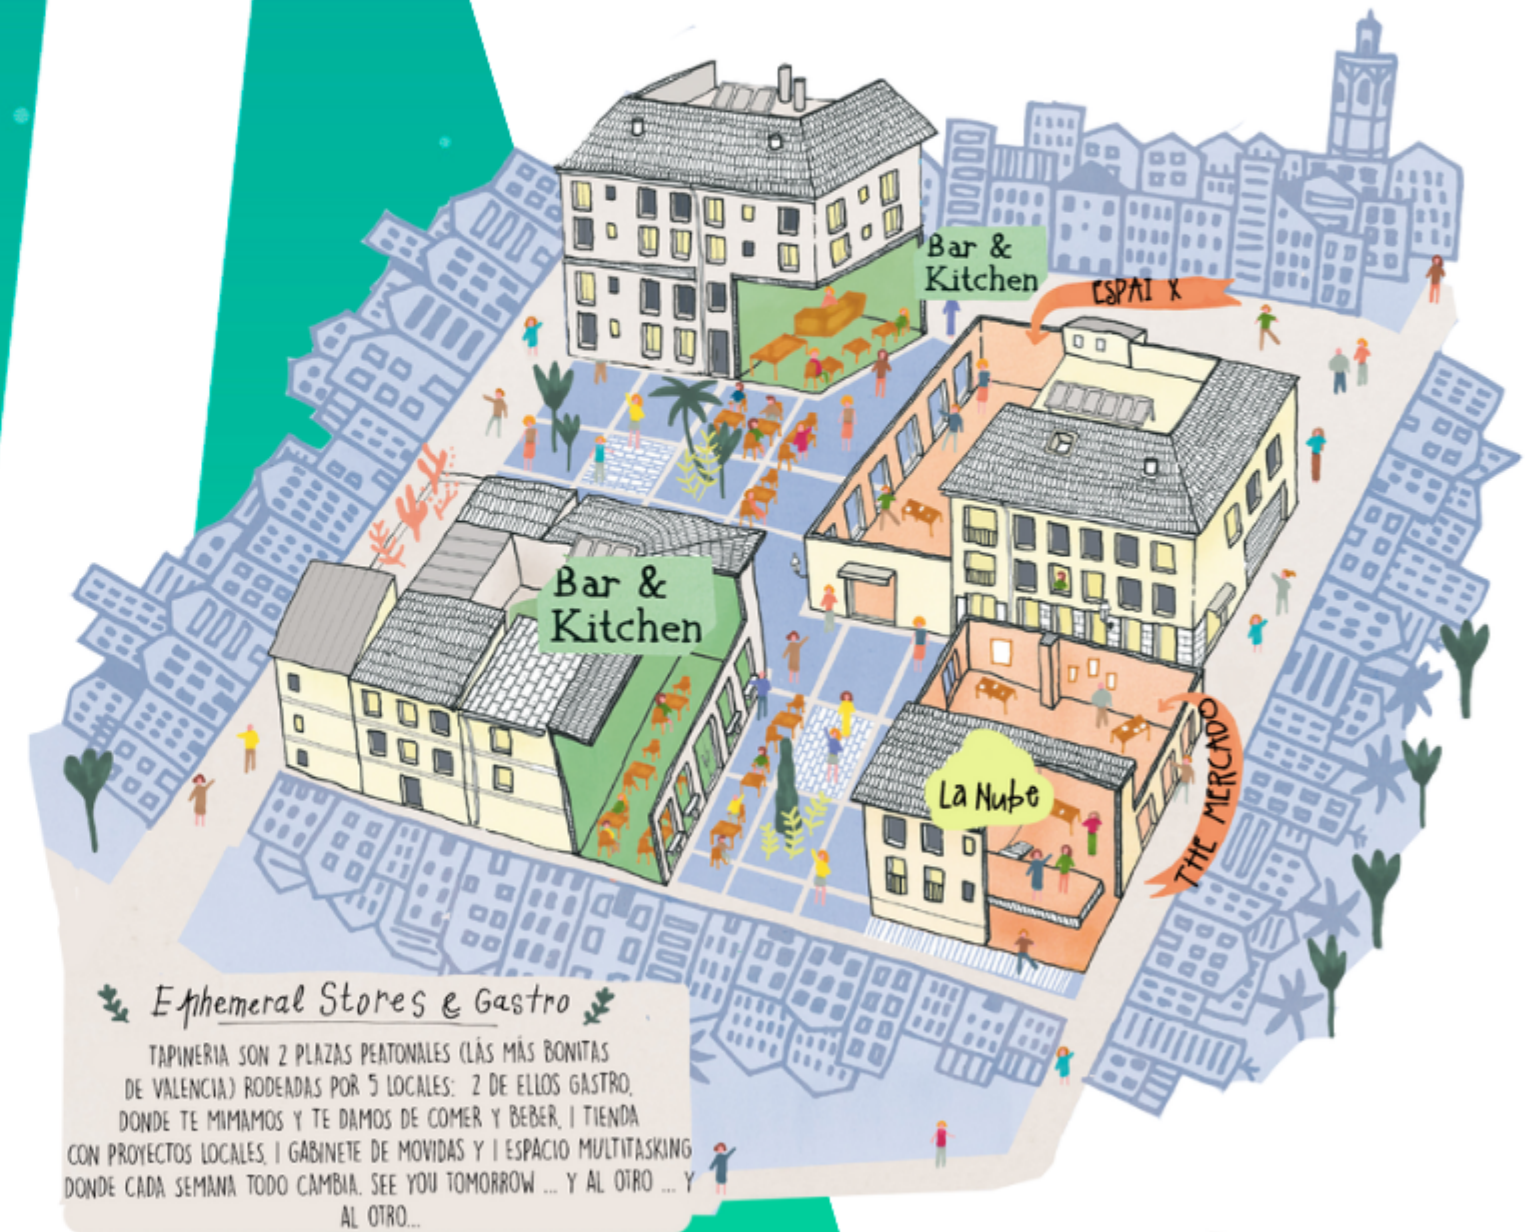 Bar &
Kitchen
ESPAI X
Bar &
Kitchen
La Nube
THE MERCADO
Ephemeral Stores & Gastro
TAPINERIA SON 2 PLAZAS PEATONALES (LÁS MÁS BONITAS
DE VALENCIA) RODEADAS POR 5 LOCALES: 2 DE ELLOS GASTRO,
DONDE TE MIMAMOS Y TE DAMOS DE COMER Y BEBER, 1 TIENDA
CON PROYECTOS LOCALES, 1 GABINETE DE MOVIDAS Y 1 ESPACIO MULTITASKING
DONDE CADA SEMANA TODO CAMBIA. SEE YOU TOMORROW ... Y AL OTRO ... Y
AL OTRO...